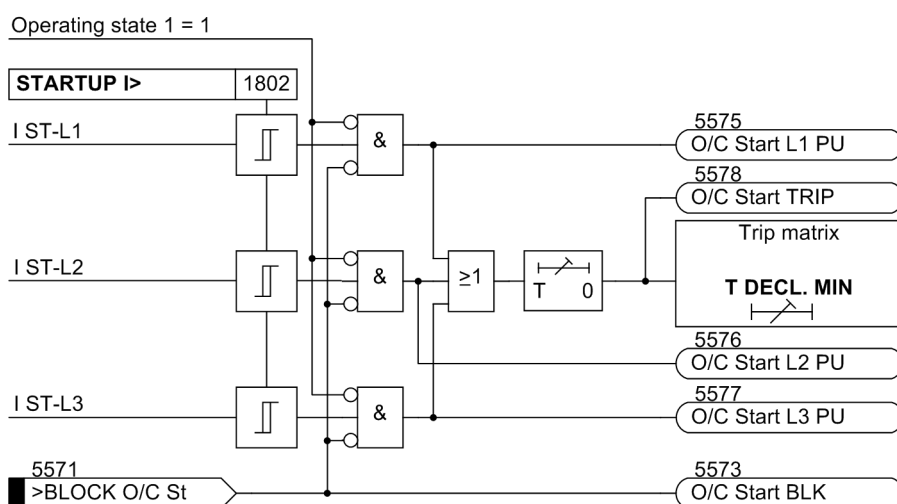 Operating state 1 = 1
STARTUP I> 1802
I ST-L1
&
5575
O/C Start L1 PU
5578
O/C Start TRIP
Trip matrix
I ST-L2
&
≥1
T 0
T DECL. MIN
5576
O/C Start L2 PU
I ST-L3
&
5577
O/C Start L3 PU
5571
>BLOCK O/C St
5573
O/C Start BLK